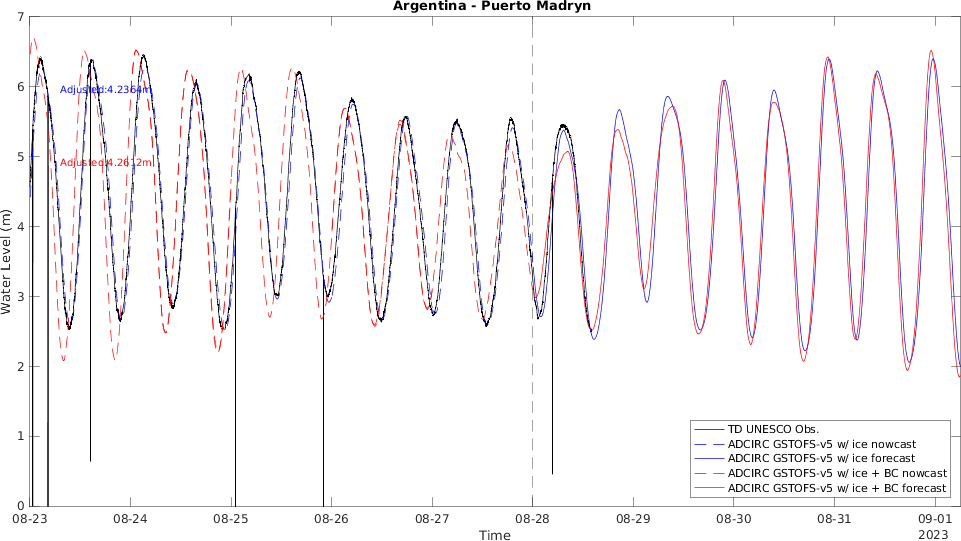 Argentina - Puerto Madryn
7
6
5
4
3
2
1
0
Water Level (m)
Adjusted:4.2364m
Adjusted:4.2612m
TD UNESCO Obs.
ADCIRC GSTOFS-v5 w/ ice nowcast
ADCIRC GSTOFS-v5 w/ ice forecast
ADCIRC GSTOFS-v5 w/ ice + BC nowcast
ADCIRC GSTOFS-v5 w/ ice + BC forecast
08-23 08-24 08-25 08-26 08-27 08-28 08-29 08-30 08-31 09-01
2023
Time